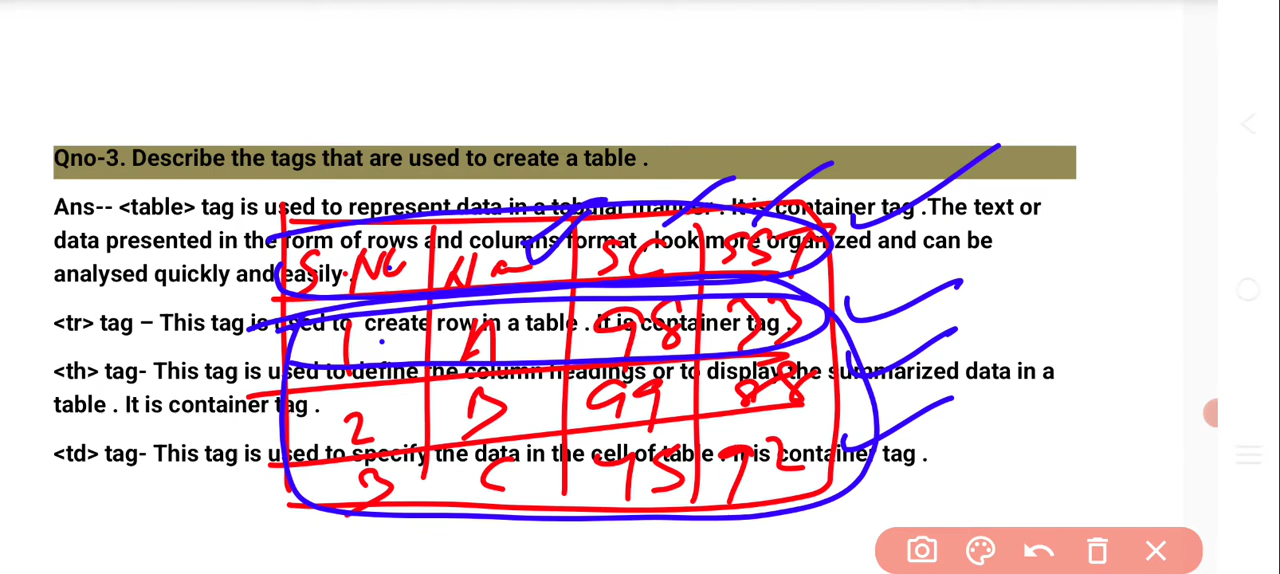 Qno-3. Describe the tags that are used to create a table .
Ans-- <table> tag is used to represent data in a tabular manner . It is container tag .The text or
data presented in the form of rows and columns format , look more organized and can be
analysed quickly and easily.
<tr> tag – This tag is used to create row in a table . It is container tag .
<th> tag- This tag is used to define the column headings or to display the summarized data in a
table . It is container tag .
<td> tag- This tag is used to specify the data in the cell of table . It is container tag .
S. No Na SC SST
1 A 98 33
2 B 99 88
3 C 95 72